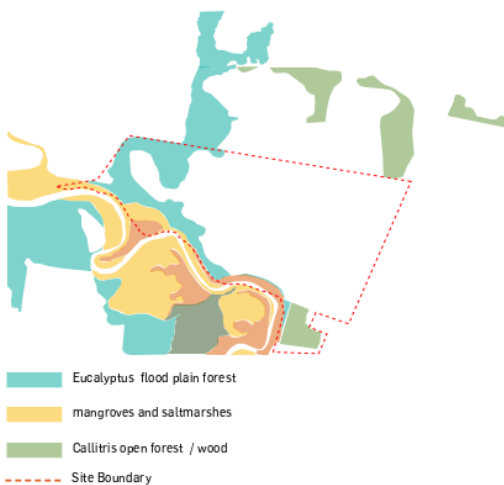 Eucalyptus flood plain forest
mangroves and saltmarshes
Callitris open forest / wood
Site Boundary